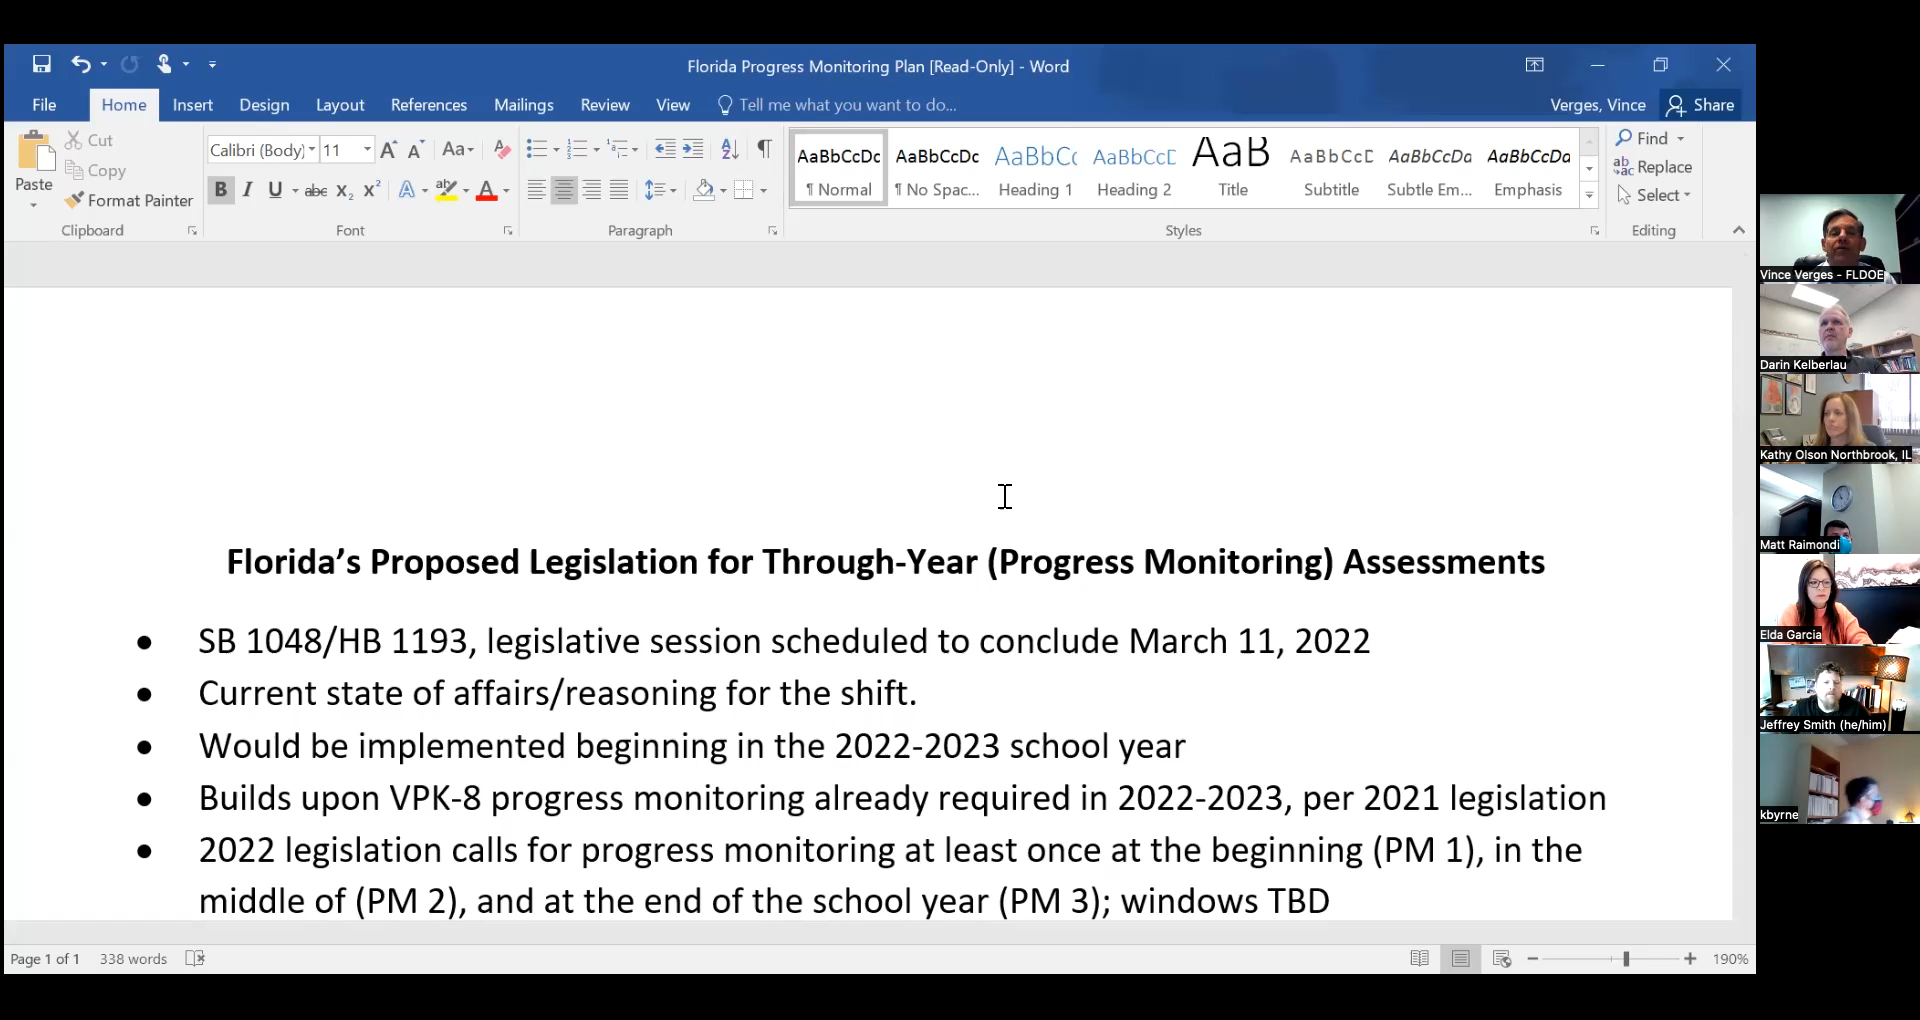 Florida Progress Monitoring Plan [Read-Only] - Word
File Home Insert Design Layout References Mailings Review View Tell me what you want to do... Verges, Vince Share
Paste
Cut
Copy
Format Painter
Clipboard
Calibri (Body) 11
Font
Paragraph
AaBbCcDc AaBbCcDc AaBbCc AaBbCcD AaB AaBbCcD AaBbCcDa AaBbCcDa
¶ Normal ¶ No Spac... Heading 1 Heading 2 Title Subtitle Subtle Em... Emphasis
Styles
Find
Replace
Select
Editing
Florida’s Proposed Legislation for Through-Year (Progress Monitoring) Assessments
● SB 1048/HB 1193, legislative session scheduled to conclude March 11, 2022
● Current state of affairs/reasoning for the shift.
● Would be implemented beginning in the 2022-2023 school year
● Builds upon VPK-8 progress monitoring already required in 2022-2023, per 2021 legislation
● 2022 legislation calls for progress monitoring at least once at the beginning (PM 1), in the
middle of (PM 2), and at the end of the school year (PM 3); windows TBD
Page 1 of 1 338 words 190%
Vince Verges - FLDOE
Darin Kelberlau
Kathy Olson Northbrook, IL
Matt Raimondi
Elda Garcia
Jeffrey Smith (he/him)
kbyrne